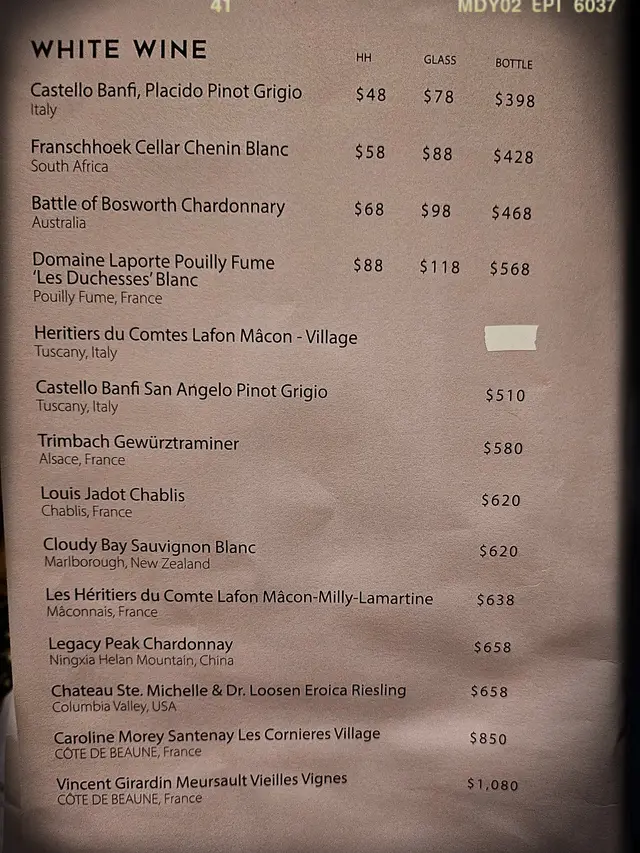 41 MDY02 EPI 6037
WHITE WINE HH GLASS BOTTLE
Castello Banfi, Placido Pinot Grigio $48 $78 $398
Italy
Franschhoek Cellar Chenin Blanc $58 $88 $428
South Africa
Battle of Bosworth Chardonnary $68 $98 $468
Australia
Domaine Laporte Pouilly Fume $88 $118 $568
'Les Duchesses' Blanc
Pouilly Fume, France
Heritiers du Comtes Lafon Mâcon - Village
Tuscany, Italy
Castello Banfi San Angelo Pinot Grigio $510
Tuscany, Italy
Trimbach Gewürztraminer $580
Alsace, France
Louis Jadot Chablis $620
Chablis, France
Cloudy Bay Sauvignon Blanc $620
Marlborough, New Zealand
Les Héritiers du Comte Lafon Mâcon-Milly-Lamartine $638
Mâconnais, France
Legacy Peak Chardonnay $658
Ningxia Helan Mountain, China
Chateau Ste. Michelle & Dr. Loosen Eroica Riesling $658
Columbia Valley, USA
Caroline Morey Santenay Les Cornieres Village $850
CÔTE DE BEAUNE, France
Vincent Girardin Meursault Vieilles Vignes $1,080
CÔTE DE BEAUNE, France